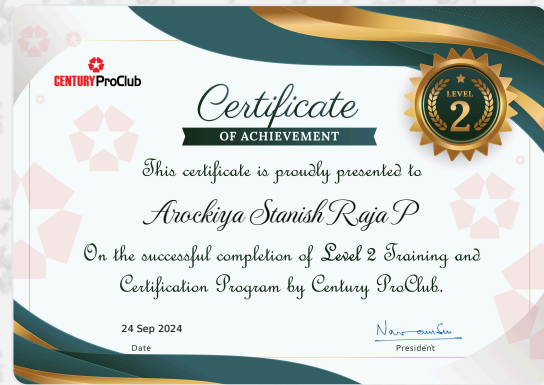 CENTURY ProClub
Certificate
OF ACHIEVEMENT
LEVEL
2
This certificate is proudly presented to
Arockiya Stanish Raja P
On the successful completion of Level 2 Training and
Certification Program by Century ProClub.
24 Sep 2024
Date
President